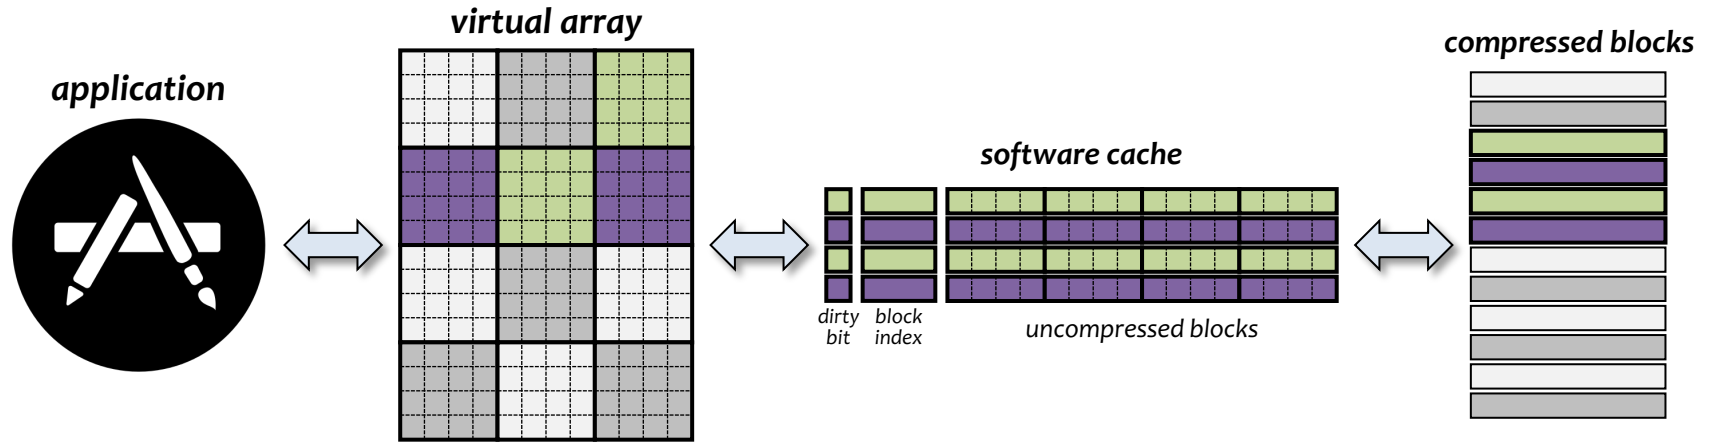 virtual array
application
software cache
compressed blocks
dirty
bit
block
index
uncompressed blocks